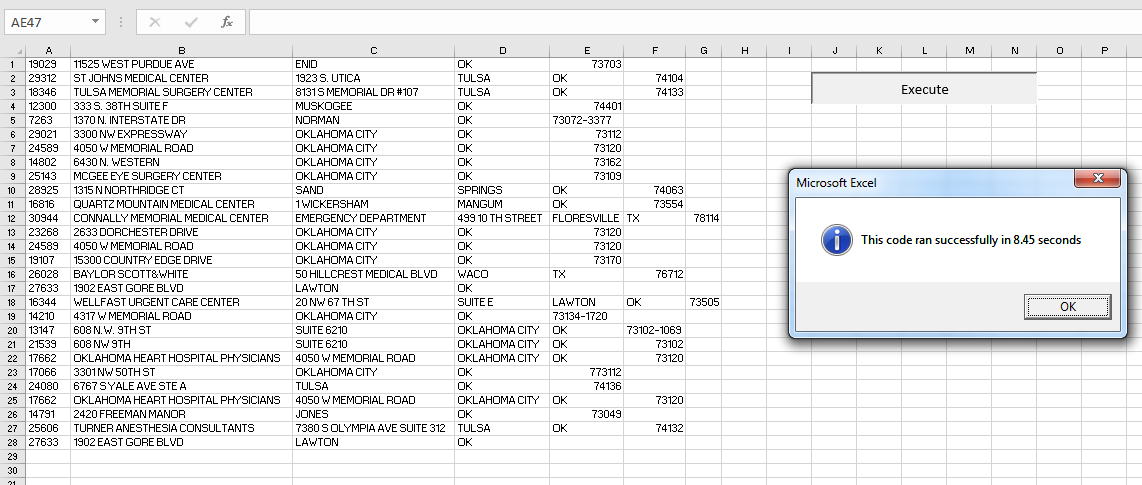 AE47
fx
A B C D E F G H I J K L M N O P
1 19029 11525 WEST PURDUE AVE ENID OK 73703
2 29312 ST JOHNS MEDICAL CENTER 1923 S. UTICA TULSA OK 74104
3 18346 TULSA MEMORIAL SURGERY CENTER 8131 S MEMORIAL DR #107 TULSA OK 74133
4 12300 333 S. 38TH SUITE F MUSKOGEE OK 74401
5 7263 1370 N. INTERSTATE DR NORMAN OK 73072-3377
6 29021 3300 NW EXPRESSWAY OKLAHOMA CITY OK 73112
7 24589 4050 W MEMORIAL ROAD OKLAHOMA CITY OK 73120
8 14802 6430 N. WESTERN OKLAHOMA CITY OK 73162
9 25143 MCGEE EYE SURGERY CENTER OKLAHOMA CITY OK 73109
10 28925 1315 N NORTHRIDGE CT SAND SPRINGS OK 74063
11 16816 QUARTZ MOUNTAIN MEDICAL CENTER 1 WICKERSHAM MANGUM OK 73554
12 30944 CONNALLY MEMORIAL MEDICAL CENTER EMERGENCY DEPARTMENT 499 10 TH STREET FLORESVILLE TX 78114
13 23268 2633 DORCHESTER DRIVE OKLAHOMA CITY OK 73120
14 24589 4050 W MEMORIAL ROAD OKLAHOMA CITY OK 73120
15 19107 15300 COUNTRY EDGE DRIVE OKLAHOMA CITY OK 73170
16 26028 BAYLOR SCOTT&WHITE 50 HILLCREST MEDICAL BLVD WACO TX 76712
17 27633 1902 EAST GORE BLVD LAWTON OK
18 16344 WELLFAST URGENT CARE CENTER 20 NW 67 TH ST SUITE E LAWTON OK 73505
19 14210 4317 W MEMORIAL ROAD OKLAHOMA CITY OK 73134-1720
20 13147 608 N.W. 9TH ST SUITE 6210 OKLAHOMA CITY OK 73102-1069
21 21539 608 NW 9TH SUITE 6210 OKLAHOMA CITY OK 73102
22 17662 OKLAHOMA HEART HOSPITAL PHYSICIANS 4050 W MEMORIAL ROAD OKLAHOMA CITY OK 73120
23 17066 3301 NW 50TH ST OKLAHOMA CITY OK 773112
24 24080 6767 S YALE AVE STE A TULSA OK 74136
25 17662 OKLAHOMA HEART HOSPITAL PHYSICIANS 4050 W MEMORIAL ROAD OKLAHOMA CITY OK 73120
26 14791 2420 FREEMAN MANOR JONES OK 73049
27 25606 TURNER ANESTHESIA CONSULTANTS 7380 S OLYMPIA AVE SUITE 312 TULSA OK 74132
28 27633 1902 EAST GORE BLVD LAWTON OK
29
30
Execute
Microsoft Excel
This code ran successfully in 8.45 seconds
OK